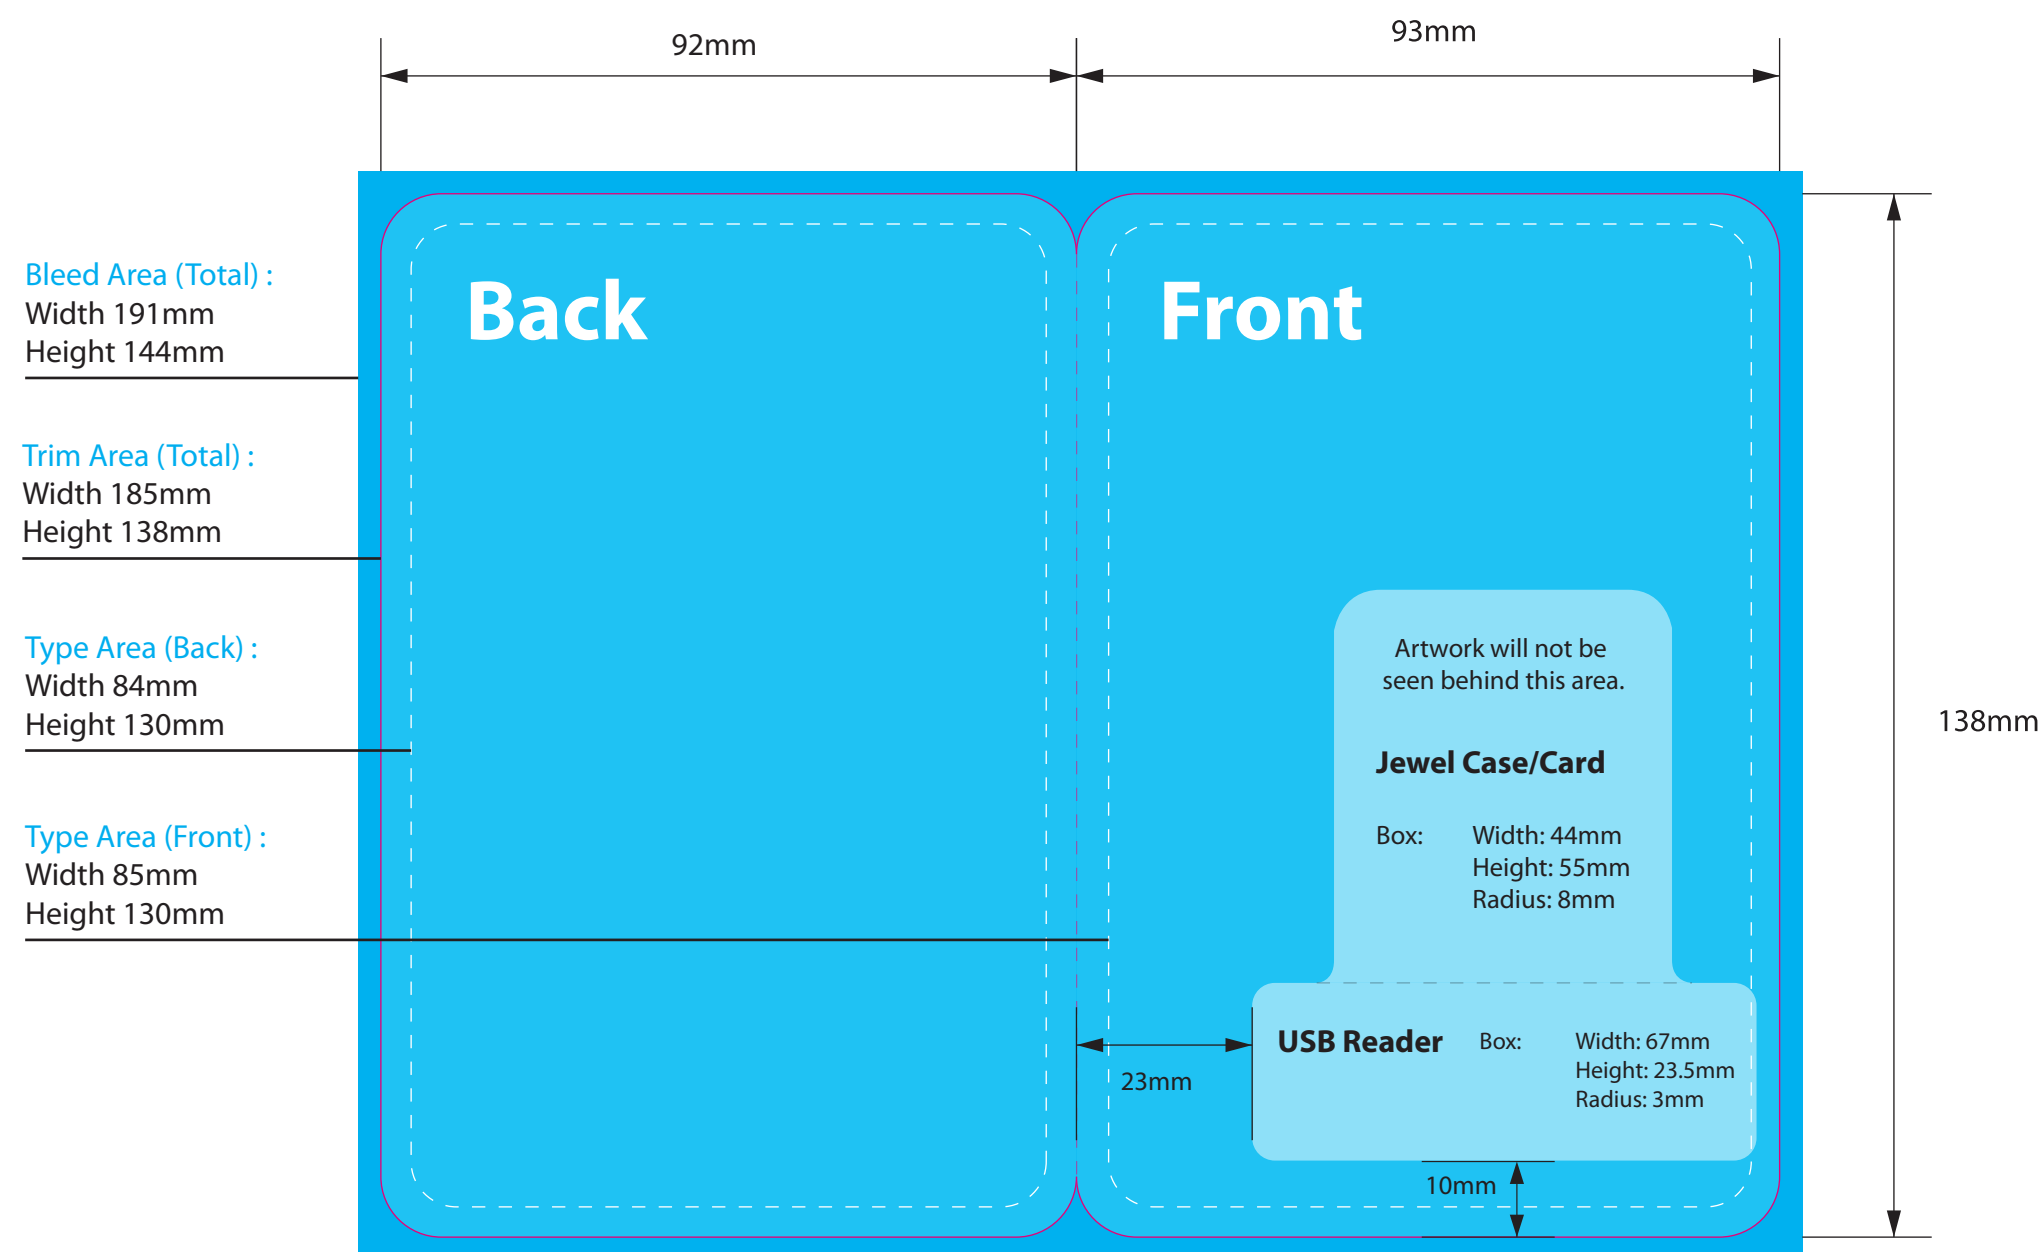 92mm
93mm
Bleed Area (Total) :
Width 191mm
Height 144mm
Trim Area (Total) :
Width 185mm
Height 138mm
Type Area (Back) :
Width 84mm
Height 130mm
Type Area (Front) :
Width 85mm
Height 130mm
Back
Front
Artwork will not be
seen behind this area.
Jewel Case/Card
Box: Width: 44mm
Height: 55mm
Radius: 8mm
USB Reader Box: Width: 67mm
Height: 23.5mm
Radius: 3mm
23mm
10mm
138mm